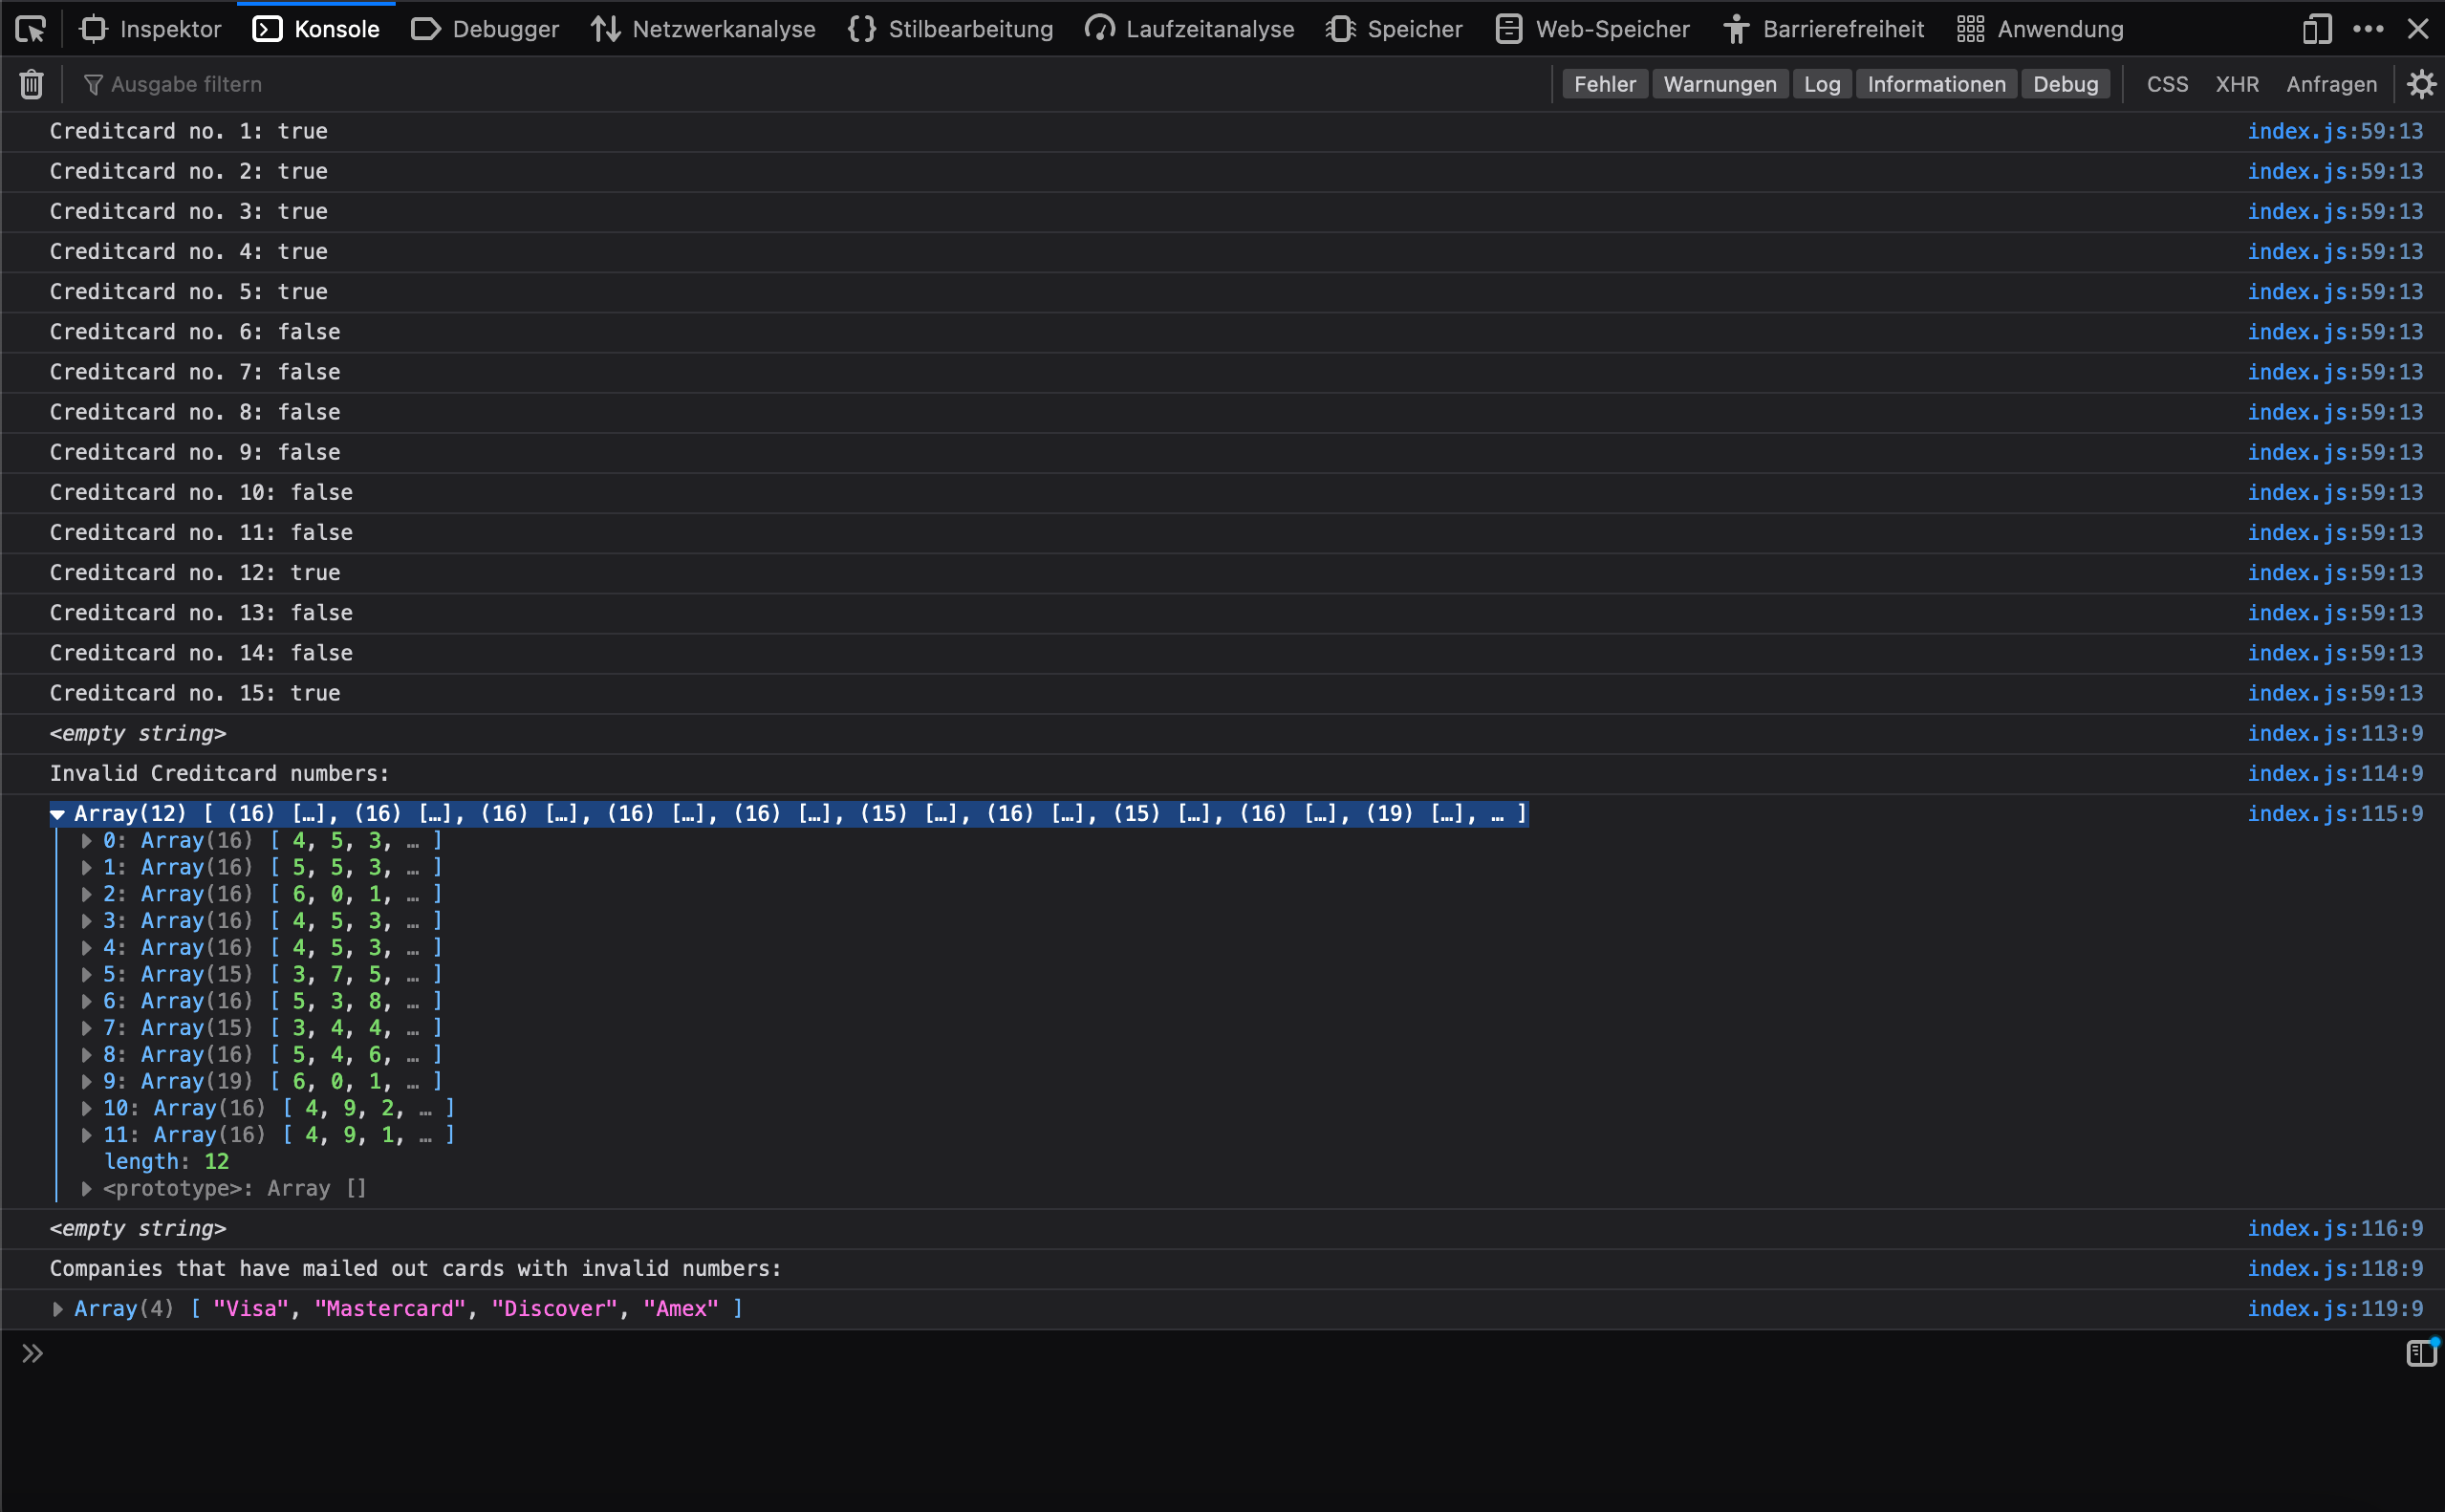 Inspektor Konsole Debugger Netzwerkanalyse {} Stilbearbeitung Laufzeitanalyse Speicher Web-Speicher Barrierefreiheit Anwendung
Ausgabe filtern Fehler Warnungen Log Informationen Debug CSS XHR Anfragen
Creditcard no. 1: true index.js:59:13
Creditcard no. 2: true index.js:59:13
Creditcard no. 3: true index.js:59:13
Creditcard no. 4: true index.js:59:13
Creditcard no. 5: true index.js:59:13
Creditcard no. 6: false index.js:59:13
Creditcard no. 7: false index.js:59:13
Creditcard no. 8: false index.js:59:13
Creditcard no. 9: false index.js:59:13
Creditcard no. 10: false index.js:59:13
Creditcard no. 11: false index.js:59:13
Creditcard no. 12: true index.js:59:13
Creditcard no. 13: false index.js:59:13
Creditcard no. 14: false index.js:59:13
Creditcard no. 15: true index.js:59:13
<empty string> index.js:113:9
Invalid Creditcard numbers: index.js:114:9
Array(12) [ (16) […], (16) […], (16) […], (16) […], (16) […], (15) […], (16) […], (15) […], (16) […], (19) […], … ] index.js:115:9
0: Array(16) [ 4, 5, 3, … ]
1: Array(16) [ 5, 5, 3, … ]
2: Array(16) [ 6, 0, 1, … ]
3: Array(16) [ 4, 5, 3, … ]
4: Array(16) [ 4, 5, 3, … ]
5: Array(15) [ 3, 7, 5, … ]
6: Array(16) [ 5, 3, 8, … ]
7: Array(15) [ 3, 4, 4, … ]
8: Array(16) [ 5, 4, 6, … ]
9: Array(19) [ 6, 0, 1, … ]
10: Array(16) [ 4, 9, 2, … ]
11: Array(16) [ 4, 9, 1, … ]
length: 12
<prototype>: Array []
<empty string> index.js:116:9
Companies that have mailed out cards with invalid numbers: index.js:118:9
Array(4) [ "Visa", "Mastercard", "Discover", "Amex" ] index.js:119:9